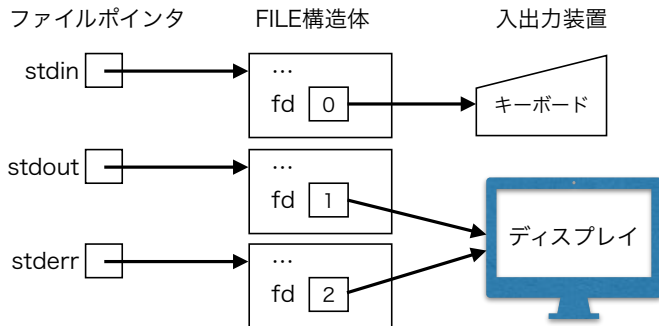 ファイルポインタ FILE構造体 入出力装置
stdin … 
fd 0 キーボード
stdout …
fd 1 ディスプレイ
stderr …
fd 2